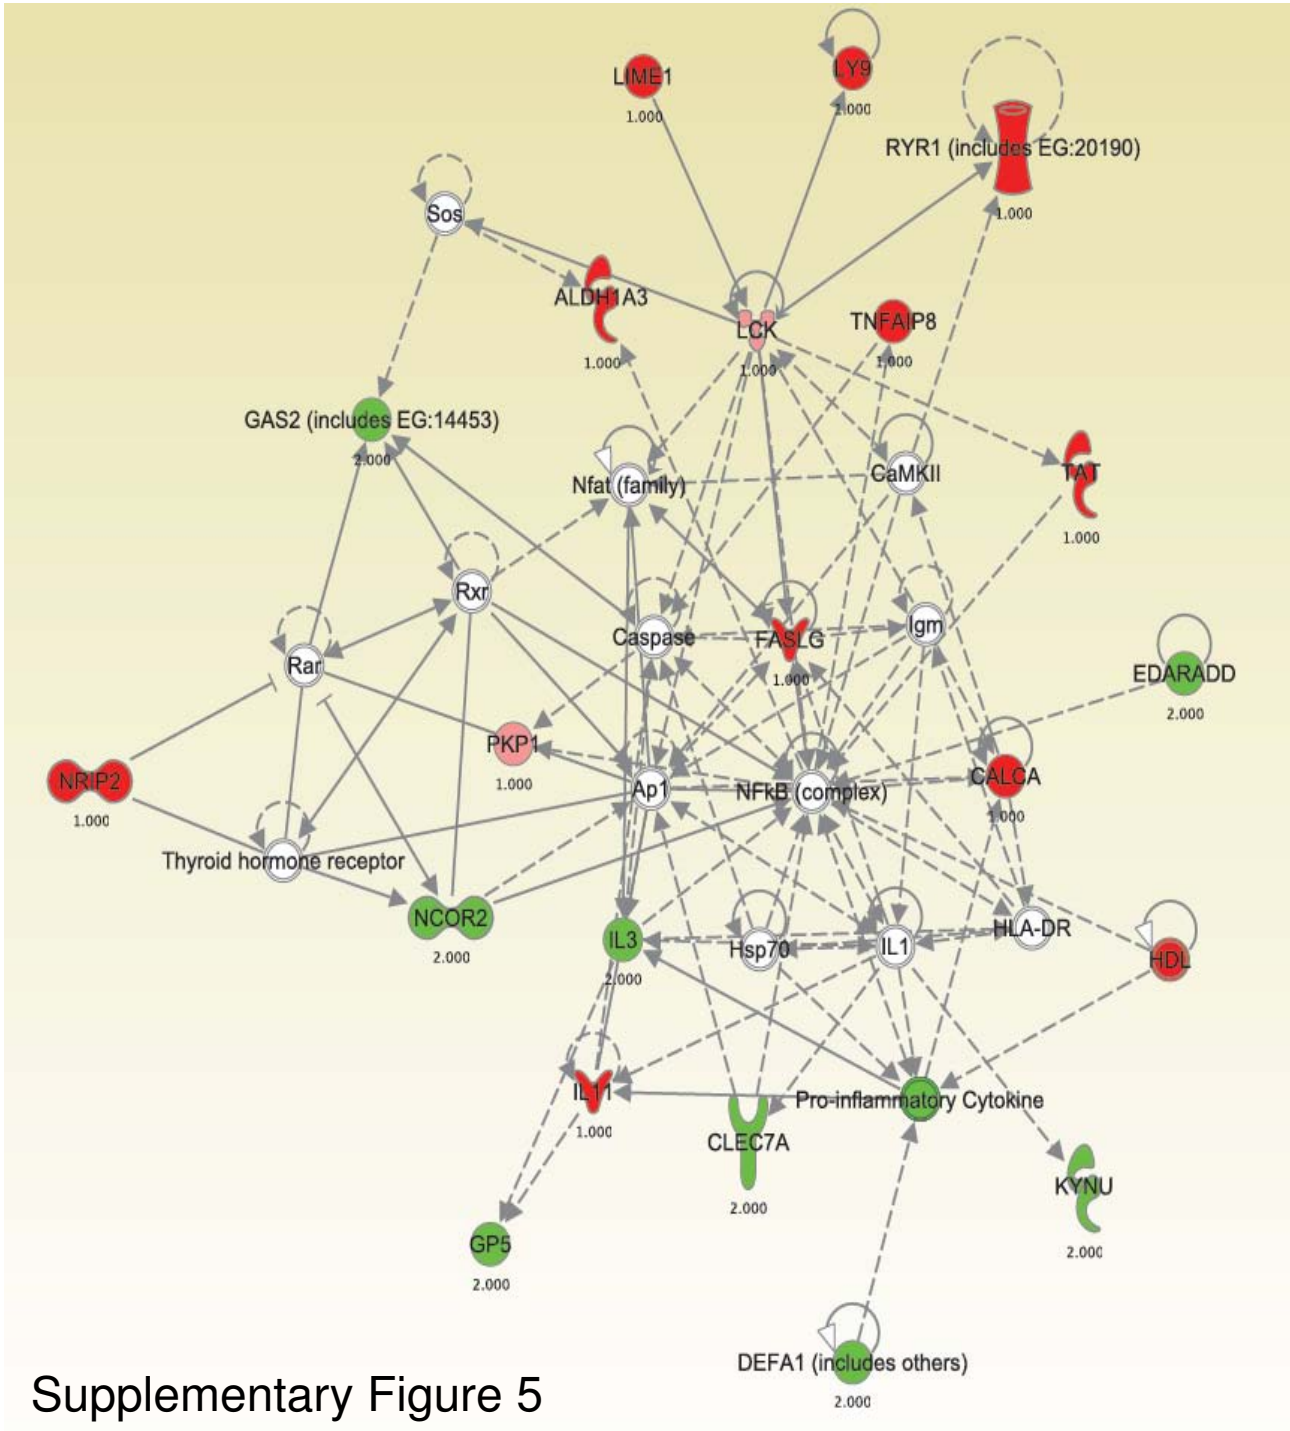 LIME1
1.000
LY9
1.000
RYR1 (includes EG:20190)
1.000
Sos
ALDH1A3
1.000
LCK
1.000
TNFAIP8
1.000
GAS2 (includes EG:14453)
2.000
Nfat (family)
CaMKII
TAT
1.000
Rxr
Caspase
FASLG
1.000
Igm
Rar
EDARADD
2.000
PKP1
1.000
NRIP2
1.000
Ap1
NFkB (complex)
CALCA
1.000
Thyroid hormone receptor
NCOR2
2.000
IL3
2.000
Hsp70
IL1
HLA-DR
HDL
IL11
1.000
CLEC7A
2.000
Pro-inflammatory Cytokine
KYNU
2.000
GP5
2.000
DEFA1 (includes others)
2.000
Supplementary Figure 5